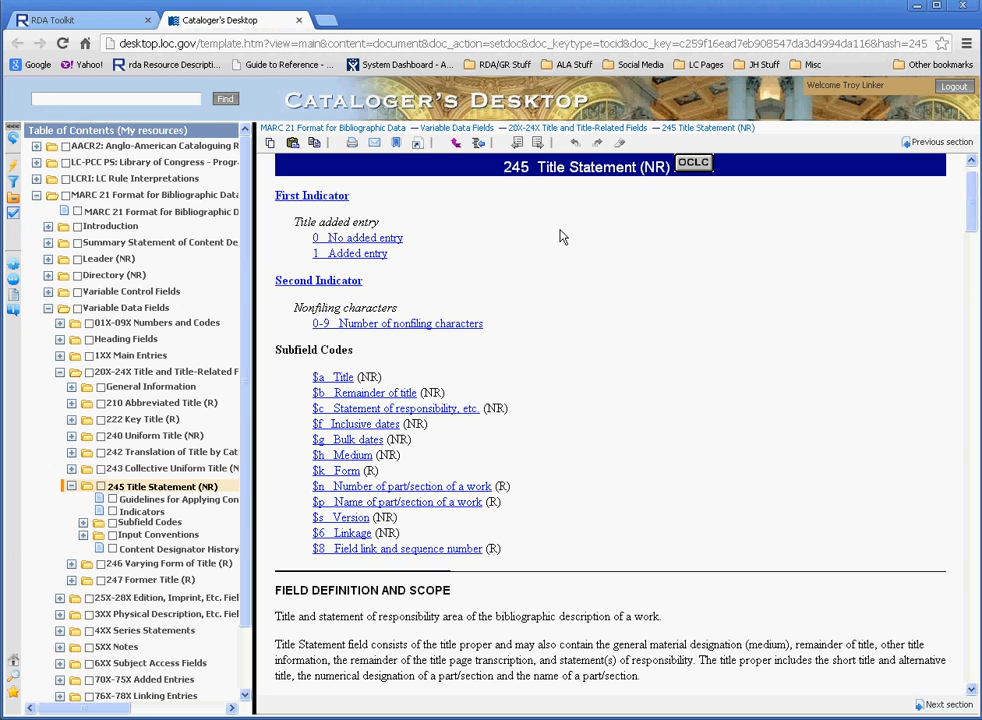 RDA Toolkit
Cataloger's Desktop
desktop.loc.gov/template.htm?view=main&content=document&doc_action=setdoc&doc_keytype=tocid&doc_key=c259f16ead7eb908547da3d4994da116&hash=245
Google
Yahoo!
rda Resource Descripti...
Guide to Reference - ...
System Dashboard - A...
RDA/GR Stuff
ALA Stuff
Social Media
LC Pages
JH Stuff
Misc
Other bookmarks
Find
CATALOGER'S DESKTOP
Welcome Troy Linker
Logout
Table of Contents (My resources)
AACR2: Anglo-American Cataloguing R
LC-PCC PS: Library of Congress - Progr
LCRI: LC Rule Interpretations
MARC 21 Format for Bibliographic Data
MARC 21 Format for Bibliographic D
Introduction
Summary Statement of Content De
Leader (NR)
Directory (NR)
Variable Control Fields
Variable Data Fields
01X-09X Numbers and Codes
Heading Fields
1XX Main Entries
20X-24X Title and Title-Related F
General Information
210 Abbreviated Title (R)
222 Key Title (R)
240 Uniform Title (NR)
242 Translation of Title by Cat
243 Collective Uniform Title (N
245 Title Statement (NR)
Guidelines for Applying Con
Indicators
Subfield Codes
Input Conventions
Content Designator History
246 Varying Form of Title (R)
247 Former Title (R)
25X-28X Edition, Imprint, Etc. Fiel
3XX Physical Description, Etc. Fiel
4XX Series Statements
5XX Notes
6XX Subject Access Fields
70X-75X Added Entries
76X-78X Linking Entries
MARC 21 Format for Bibliographic Data — Variable Data Fields — 20X-24X Title and Title-Related Fields — 245 Title Statement (NR)
Previous section
245 Title Statement (NR) OCLC
First Indicator
Title added entry
0 No added entry
1 Added entry
Second Indicator
Nonfiling characters
0-9 Number of nonfiling characters
Subfield Codes
$a Title (NR)
$b Remainder of title (NR)
$c Statement of responsibility, etc. (NR)
$f Inclusive dates (NR)
$g Bulk dates (NR)
$h Medium (NR)
$k Form (R)
$n Number of part/section of a work (R)
$p Name of part/section of a work (R)
$s Version (NR)
$6 Linkage (NR)
$8 Field link and sequence number (R)
FIELD DEFINITION AND SCOPE
Title and statement of responsibility area of the bibliographic description of a work.
Title Statement field consists of the title proper and may also contain the general material designation (medium), remainder of title, other title
information, the remainder of the title page transcription, and statement(s) of responsibility. The title proper includes the short title and alternative
title, the numerical designation of a part/section and the name of a part/section.
Next section